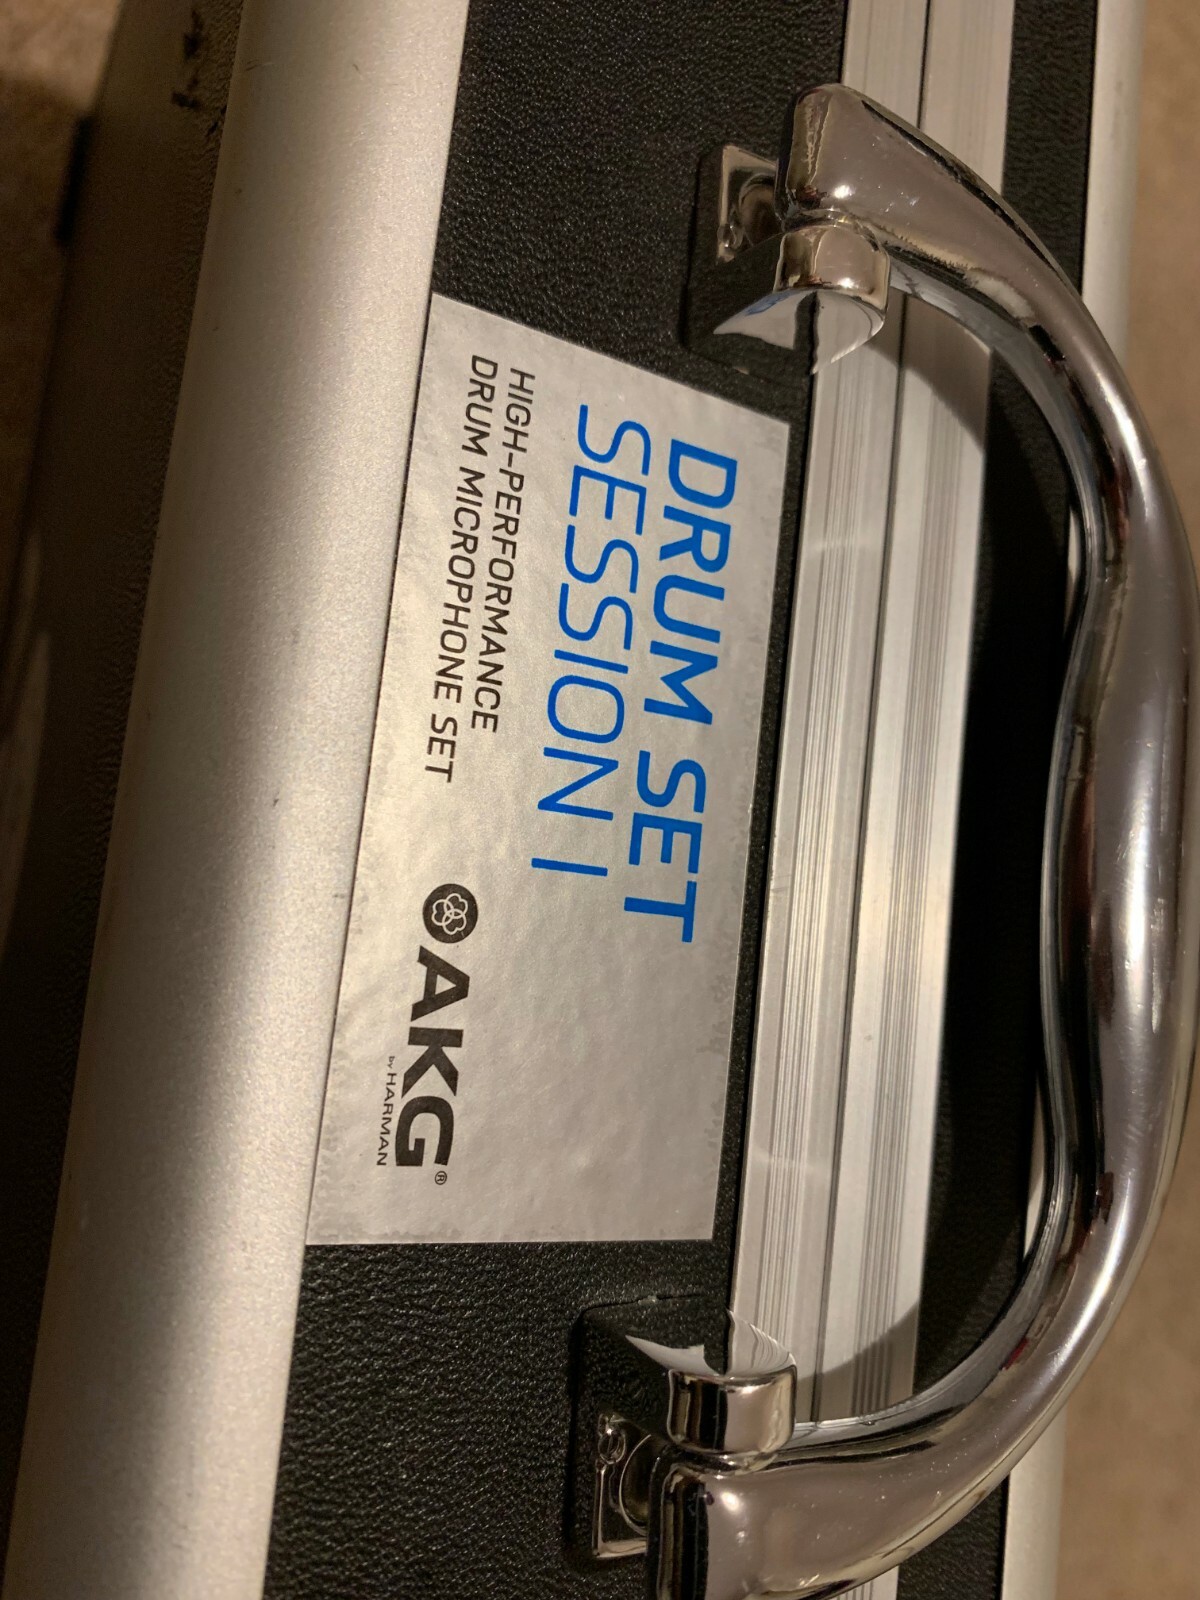 DRUM SET
SESSION I
HIGH-PERFORMANCE
DRUM MICROPHONE SET
AKG®
by HARMAN